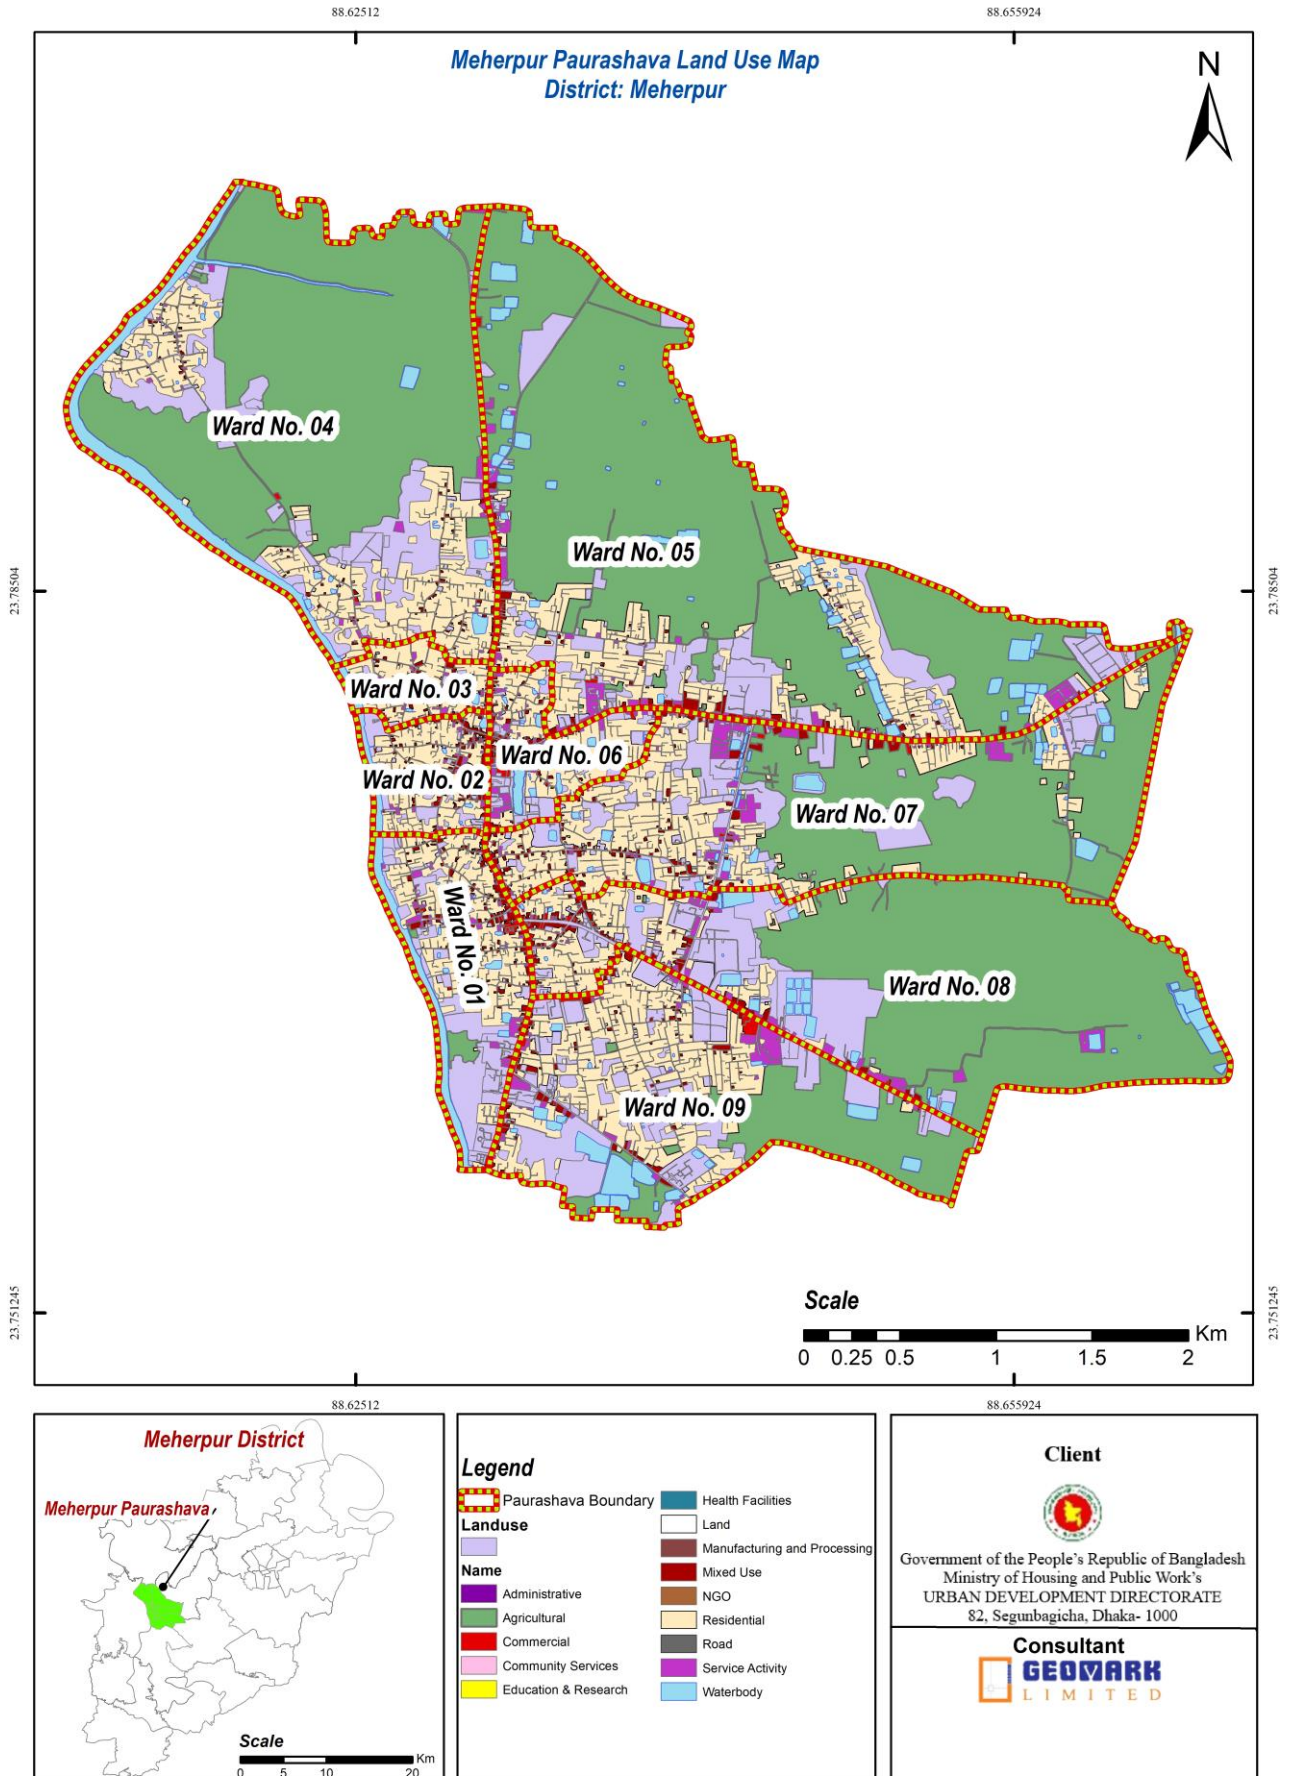 88.62512
88.655924
Meherpur Paurashava Land Use Map
District: Meherpur
N
Ward No. 04
Ward No. 05
23.78504
23.78504
Ward No. 03
Ward No. 06
Ward No. 02
Ward No. 07
Ward No. 01
Ward No. 08
Ward No. 09
23.751245
23.751245
Scale
Km
0 0.25 0.5 1 1.5 2
88.62512
88.655924
Meherpur District
Meherpur Paurashava
Scale
Km
0 5 10 20
Legend
Paurashava Boundary
Landuse
Name
Administrative
Agricultural
Commercial
Community Services
Education & Research
Health Facilities
Land
Manufacturing and Processing
Mixed Use
NGO
Residential
Road
Service Activity
Waterbody
Client
Government of the People's Republic of Bangladesh
Ministry of Housing and Public Work's
URBAN DEVELOPMENT DIRECTORATE
82, Segunbagicha, Dhaka- 1000
Consultant
GEOMARK
LIMITED